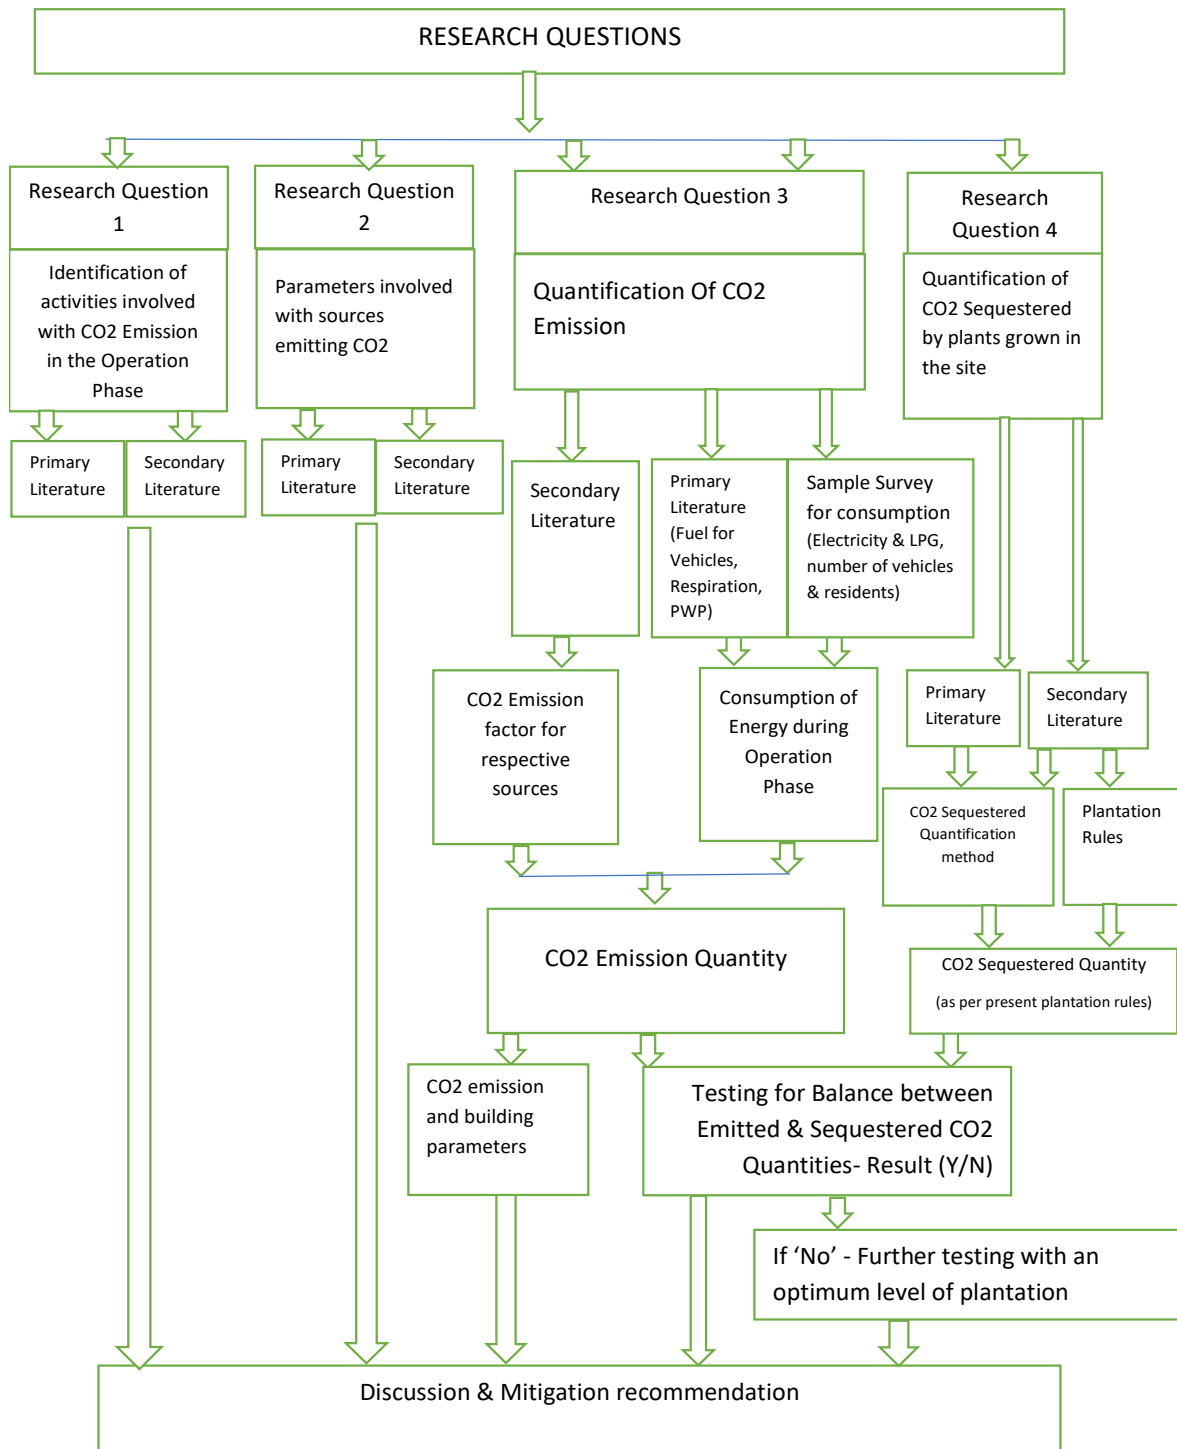 RESEARCH QUESTIONS
Research Question
1
Research Question
2
Research Question 3
Research
Question 4
Identification of
activities involved
with CO2 Emission
in the Operation
Phase
Parameters involved
with sources
emitting CO2
Quantification Of CO2
Emission
Quantification of
CO2 Sequestered
by plants grown in
the site
Primary
Literature
Secondary
Literature
Primary
Literature
Secondary
Literature
Secondary
Literature
Primary
Literature
(Fuel for
Vehicles,
Respiration,
PWP)
Sample Survey
for consumption
(Electricity & LPG,
number of vehicles
& residents)
Primary
Literature
Secondary
Literature
CO2 Emission
factor for
respective
sources
Consumption of
Energy during
Operation
Phase
CO2 Sequestered
Quantification
method
Plantation
Rules
CO2 Emission Quantity
CO2 Sequestered Quantity
(as per present plantation rules)
CO2 emission
and building
parameters
Testing for Balance between
Emitted & Sequestered CO2
Quantities- Result (Y/N)
If ‘No’ - Further testing with an
optimum level of plantation
Discussion & Mitigation recommendation